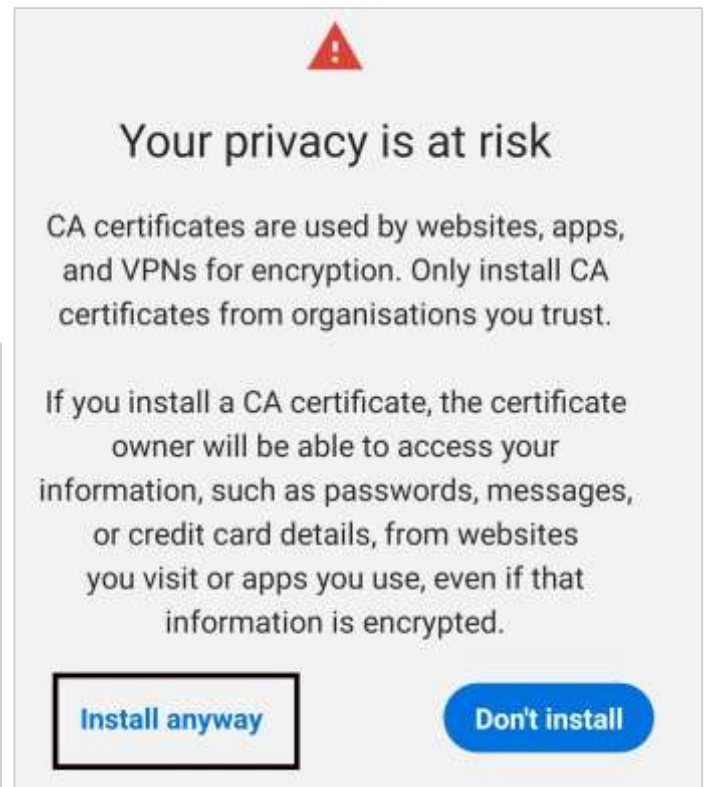 Your privacy is at risk
CA certificates are used by websites, apps,
and VPNs for encryption. Only install CA
certificates from organisations you trust.
If you install a CA certificate, the certificate
owner will be able to access your
information, such as passwords, messages,
or credit card details, from websites
you visit or apps you use, even if that
information is encrypted.
Install anyway
Don't install